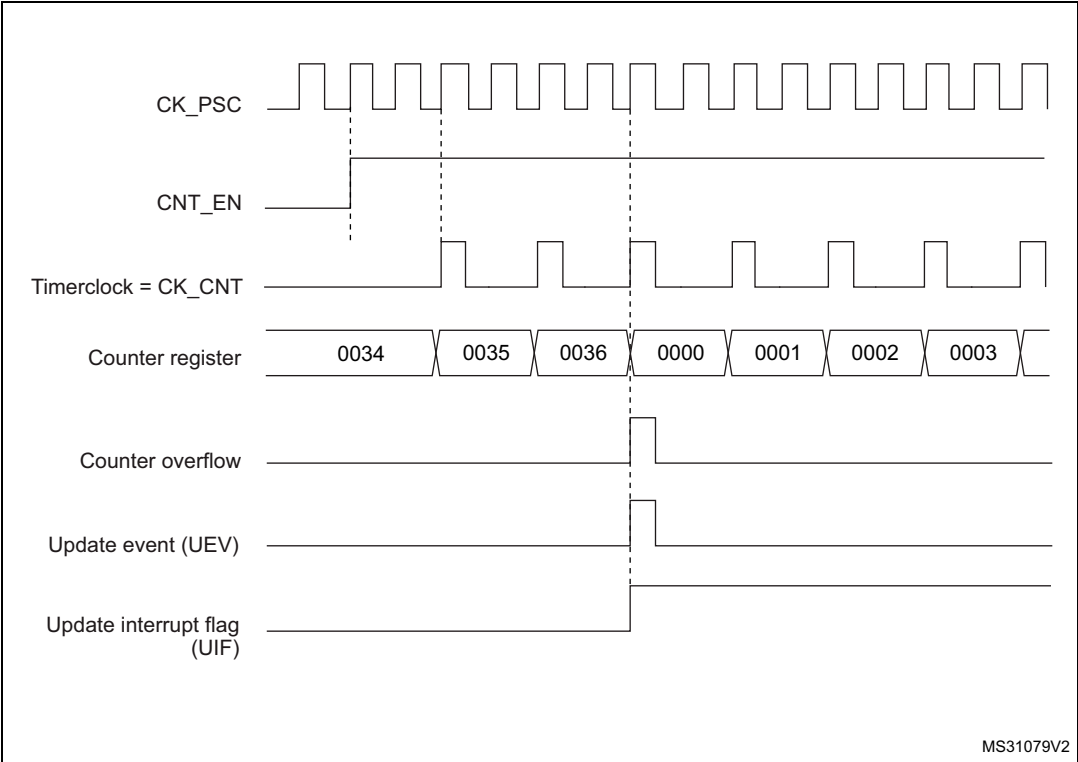 CK_PSC
CNT_EN
Timerclock = CK_CNT
Counter register
0034 0035 0036 0000 0001 0002 0003
Counter overflow
Update event (UEV)
Update interrupt flag
(UIF)
MS31079V2